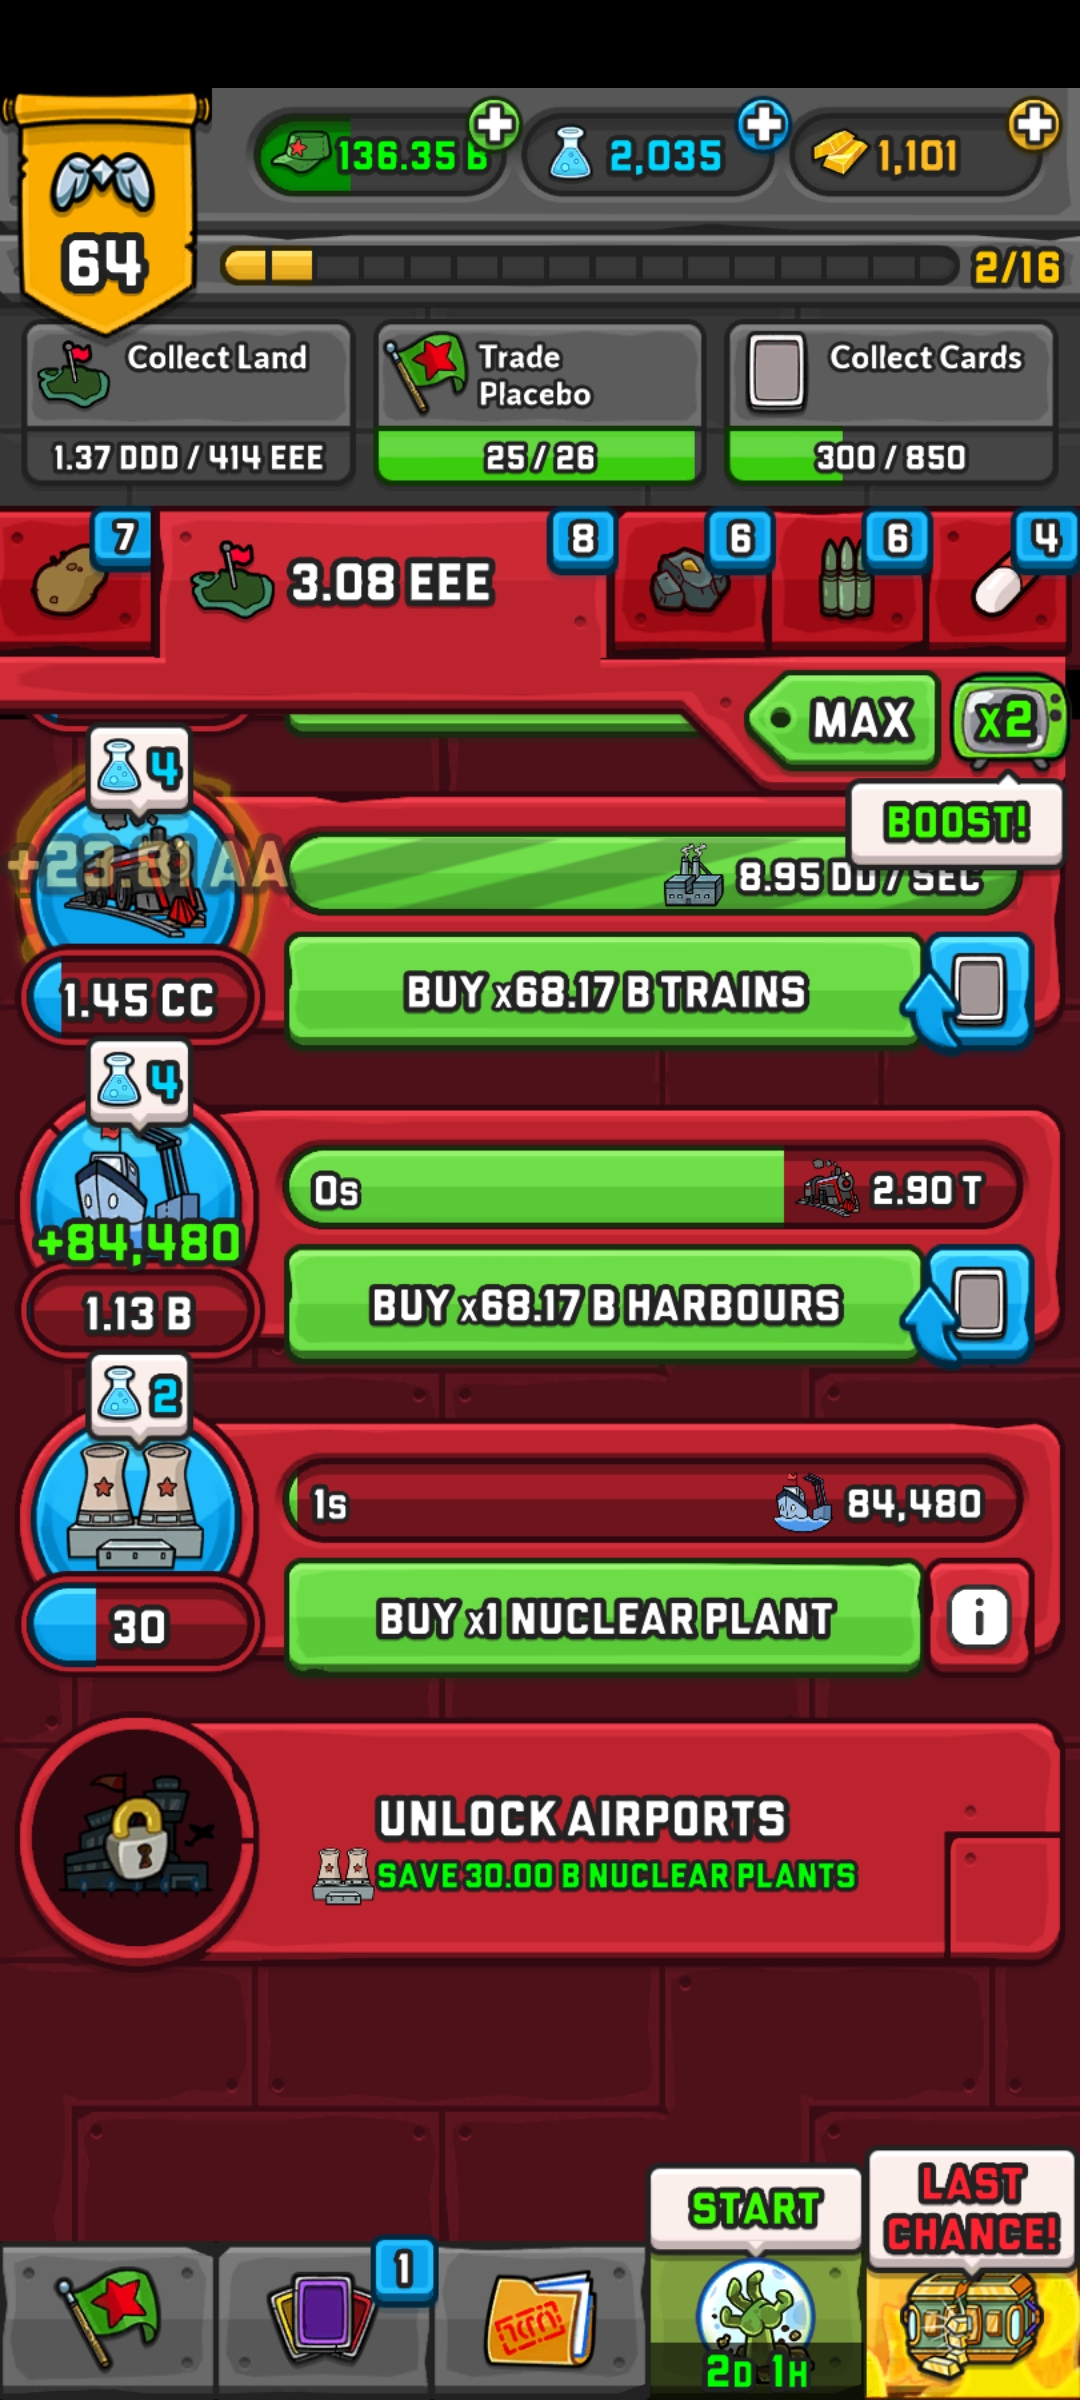 136.35 B
2,035
1,101
64
2/16
Collect Land
1.37 DDD / 414 EEE
Trade
Placebo
25 / 26
Collect Cards
300 / 850
7
3.08 EEE
8
6
6
4
MAX
x2
BOOST!
4
8.95 DD / SEC
1.45 CC
BUY x68.17 B TRAINS
4
0s
2.90 T
+84,480
1.13 B
BUY x68.17 B HARBOURS
2
1s
84,480
30
BUY x1 NUCLEAR PLANT
i
UNLOCK AIRPORTS
SAVE 30.00 B NUCLEAR PLANTS
START
LAST
CHANCE!
1
2D 1H